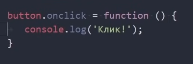 button.onclick = function () {
  console.log('Клик!');
}